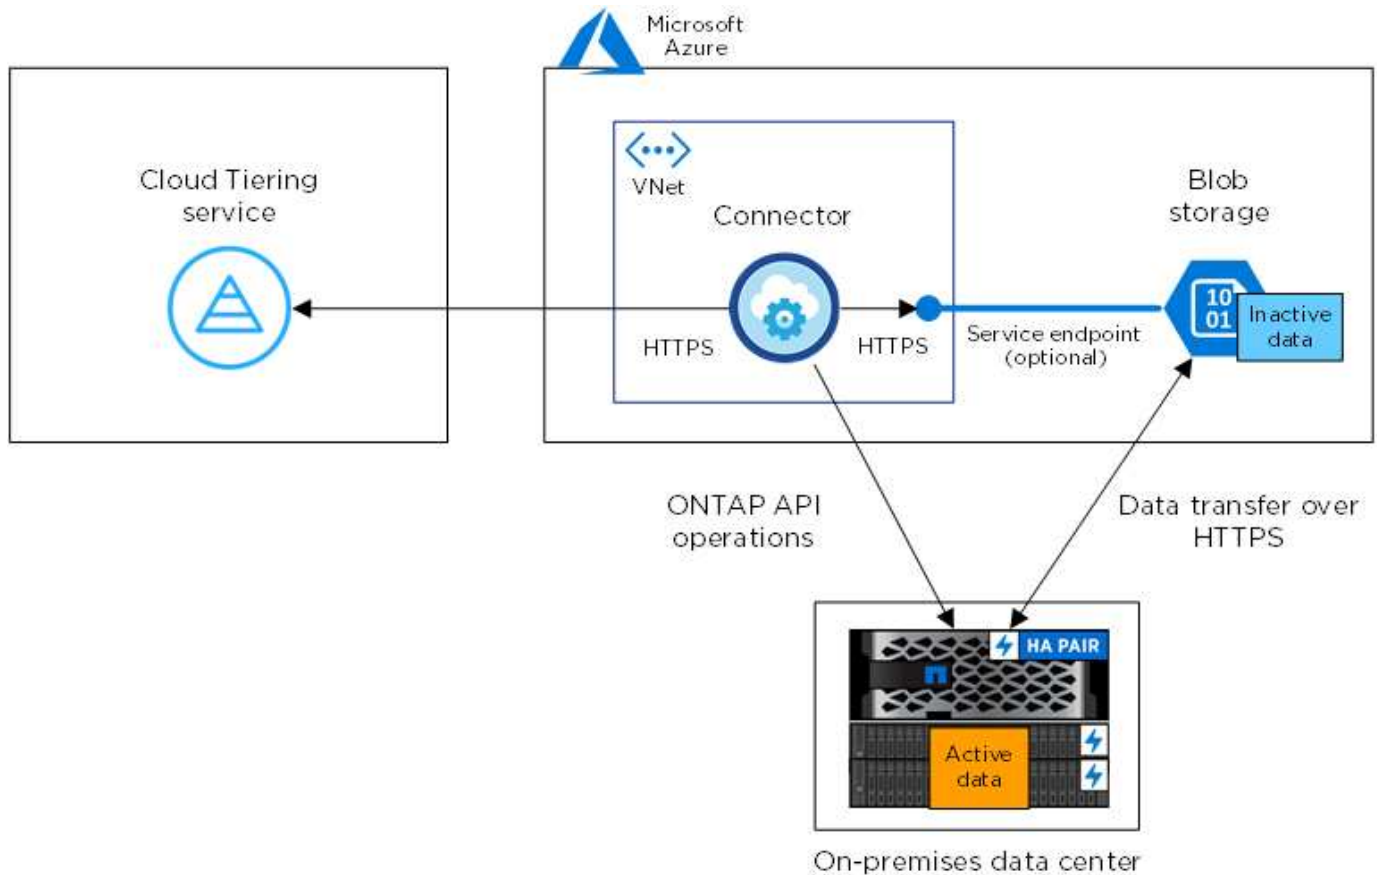 Microsoft
Azure
Cloud Tiering
service
VNet
Connector
Blob
storage
10
01
Inactive
data
HTTPS
HTTPS
Service endpoint
(optional)
ONTAP API
operations
Data transfer over
HTTPS
HA PAIR
Active
data
On-premises data center